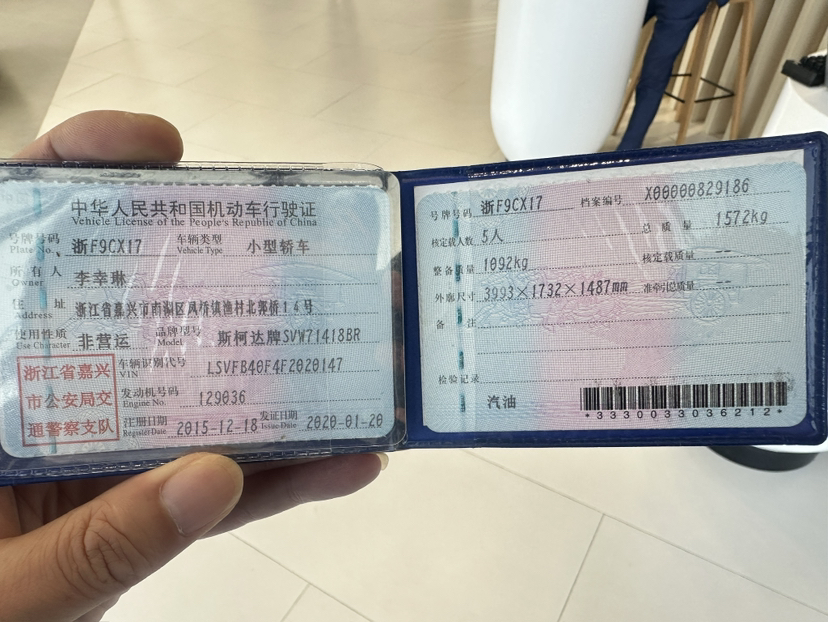 中华人民共和国机动车行驶证
Vehicle License of the People's Republic of China
号牌号码 浙F9CX17 车辆类型 小型轿车
Plate No. Vehicle Type
所有人 李幸琳
Owner
住址 浙江省嘉兴市南湖区凤桥镇渔村北郭桥14号
Address
使用性质 非营运 品牌型号 斯柯达牌SVW71418BR
Use Character Model
浙江省嘉兴
市公安局交
通警察支队
车辆识别代号 LSVFB40F4F2020147
VIN
发动机号码 129036
Engine No.
注册日期 2015-12-18 发证日期 2020-01-20
Register Date Issue Date
号牌号码 浙F9CX17 档案编号 X00000829186
核定载人数 5人 总质量 1572kg
整备质量 1092kg 核定载质量 --
外廓尺寸 3993×1732×1487mm 准牵引总质量 --
备注
检验记录
汽油
*3330033036212*